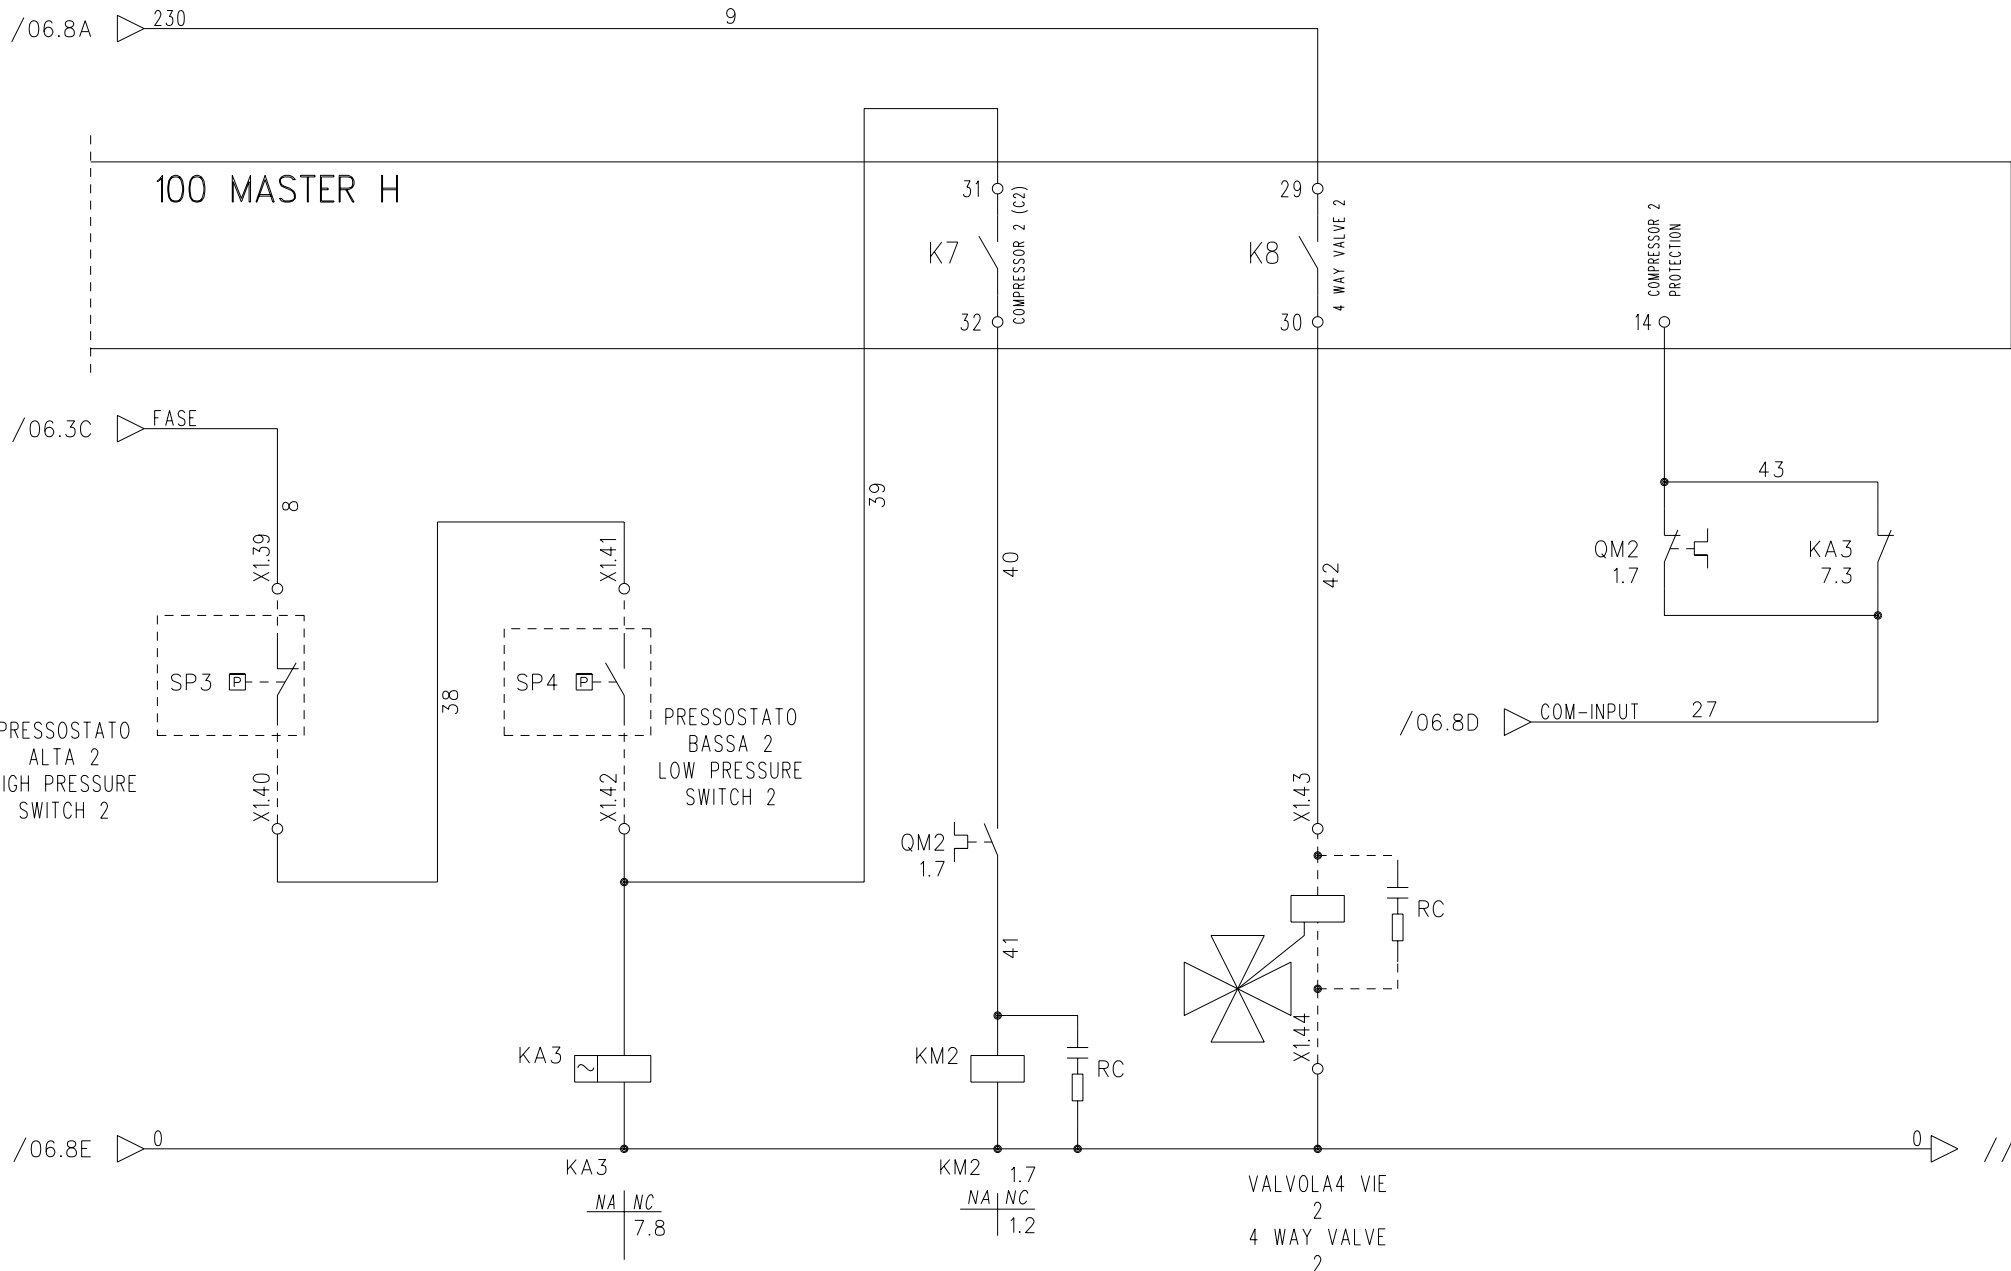 /06.8A
230
9
100 MASTER H
31
K7
32
COMPRESSOR 2 (C2)
29
K8
30
4 WAY VALVE 2
COMPRESSOR 2
PROTECTION
14
/06.3C
FASE
8
X1.39
SP3
P
X1.40
PRESSOSTATO
ALTA 2
IGH PRESSURE
SWITCH 2
38
X1.41
SP4
P
X1.42
PRESSOSTATO
BASSA 2
LOW PRESSURE
SWITCH 2
39
40
QM2
1.7
41
42
43
QM2
1.7
KA3
7.3
/06.8D
COM-INPUT
27
X1.43
RC
X1.44
KA3
~
KM2
RC
/06.8E
0
0
//
KA3
NA NC
7.8
KM2
1.7
NA NC
1.2
VALVOLA4 VIE
2
4 WAY VALVE
2